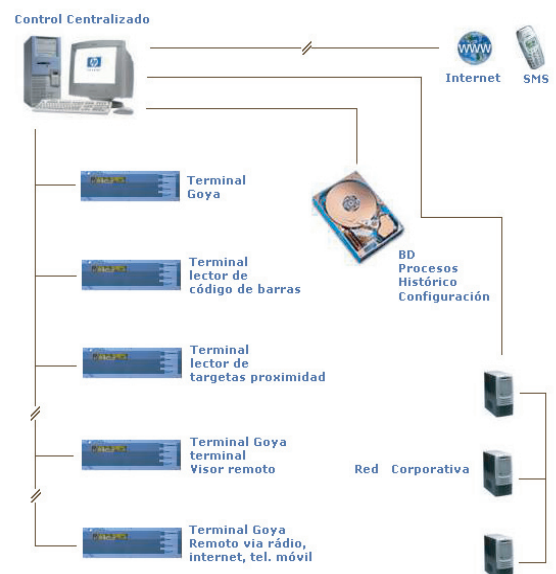 Control Centralizado
www
Internet
SMS
Terminal
Goya
Terminal
lector de
código de barras
BD
Procesos
Histórico
Configuración
Terminal
lector de
targetas proximidad
Terminal Goya
terminal
Visor remoto
Red Corporativa
Terminal Goya
Remoto via rádio,
internet, tel. móvil